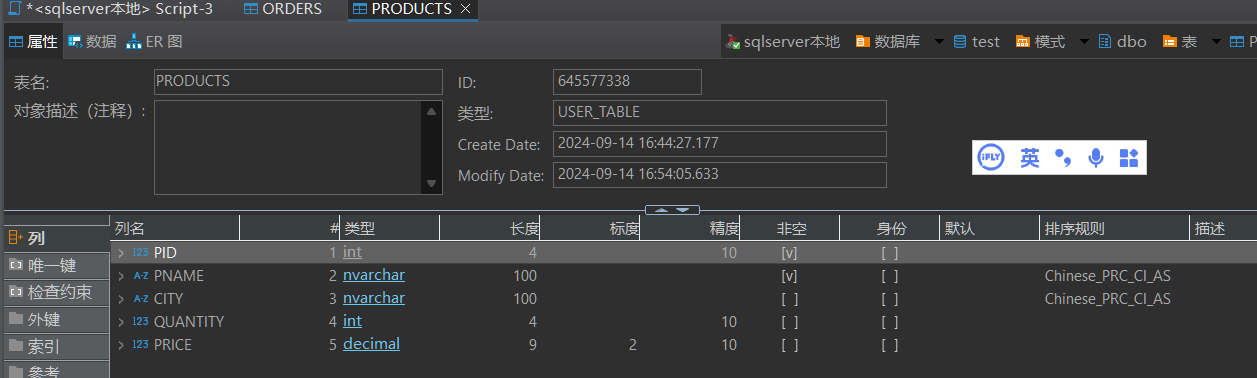 *<sqlserver本地> Script-3 ORDERS PRODUCTS
属性 数据 ER 图 sqlserver本地 数据库 test 模式 dbo 表 P
表名: PRODUCTS ID: 645577338
对象描述（注释）: 类型: USER_TABLE
Create Date: 2024-09-14 16:44:27.177
iFLY 英
Modify Date: 2024-09-14 16:54:05.633
列名 # 类型 长度 标度 精度 非空 身份 默认 排序规则 描述
列
123 PID 1 int 4 10 [v] [ ]
唯一键
A-Z PNAME 2 nvarchar 100 [v] [ ] Chinese_PRC_CI_AS
检查约束
A-Z CITY 3 nvarchar 100 [ ] [ ] Chinese_PRC_CI_AS
外键
123 QUANTITY 4 int 4 10 [ ] [ ]
索引
123 PRICE 5 decimal 9 2 10 [ ] [ ]
参考